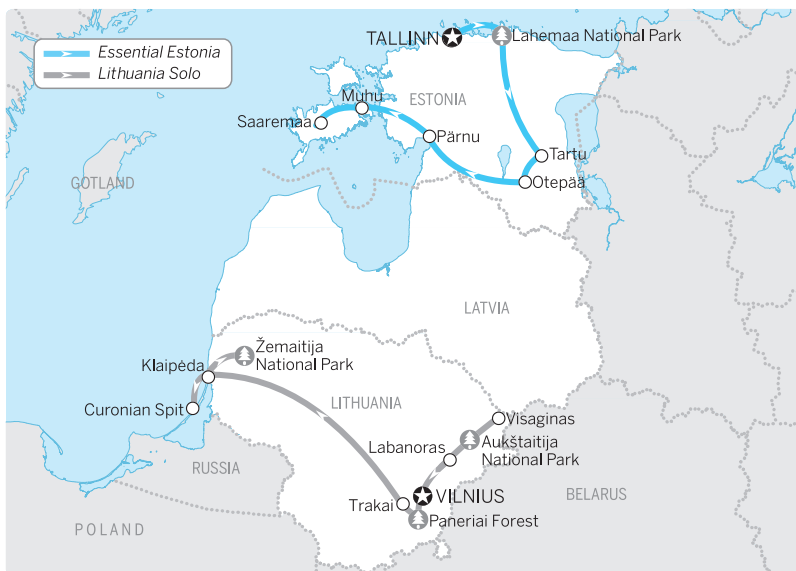 Essential Estonia
Lithuania Solo
TALLINN
Lahemaa National Park
Muhu
ESTONIA
Saaremaa
Pärnu
Tartu
GOTLAND
Otepää
LATVIA
Žemaitija
National Park
Klaipėda
Curonian Spit
LITHUANIA
Visaginas
Labanoras
Aukštaitija
National Park
RUSSIA
Trakai
VILNIUS
BELARUS
Paneriai Forest
POLAND